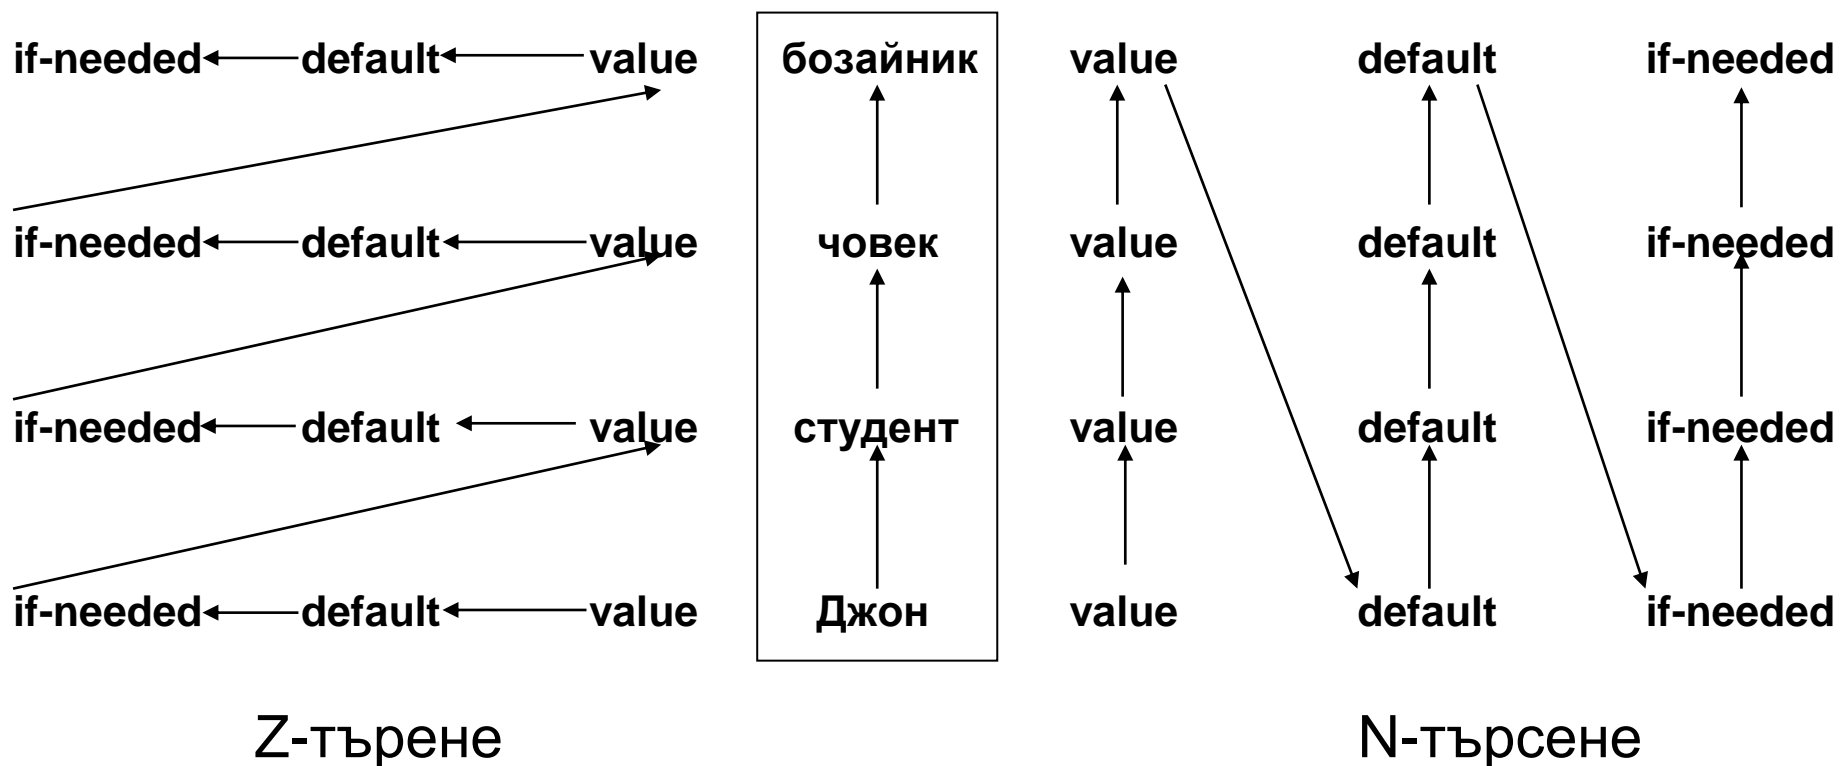 if-needed default value бозайник value default if-needed
if-needed default value човек value default if-needed
if-needed default value студент value default if-needed
if-needed default value Джон value default if-needed
Z-търене N-търсене